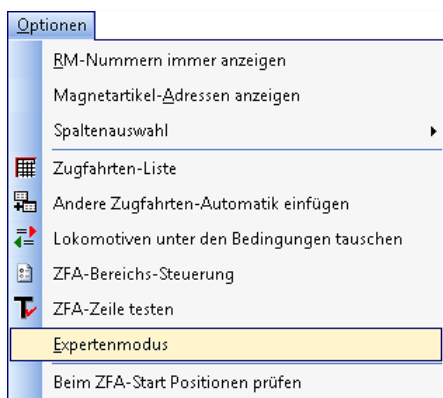 Optionen
RM-Nummern immer anzeigen
Magnetartikel-Adressen anzeigen
Spaltenauswahl
Zugfahrten-Liste
Andere Zugfahrten-Automatik einfügen
Lokomotiven unter den Bedingungen tauschen
ZFA-Bereichs-Steuerung
ZFA-Zeile testen
Expertenmodus
Beim ZFA-Start Positionen prüfen